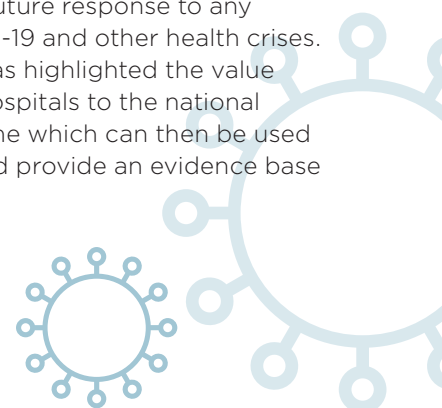 uture response to any
-19 and other health crises.
as highlighted the value
ospitals to the national
ne which can then be used
d provide an evidence base